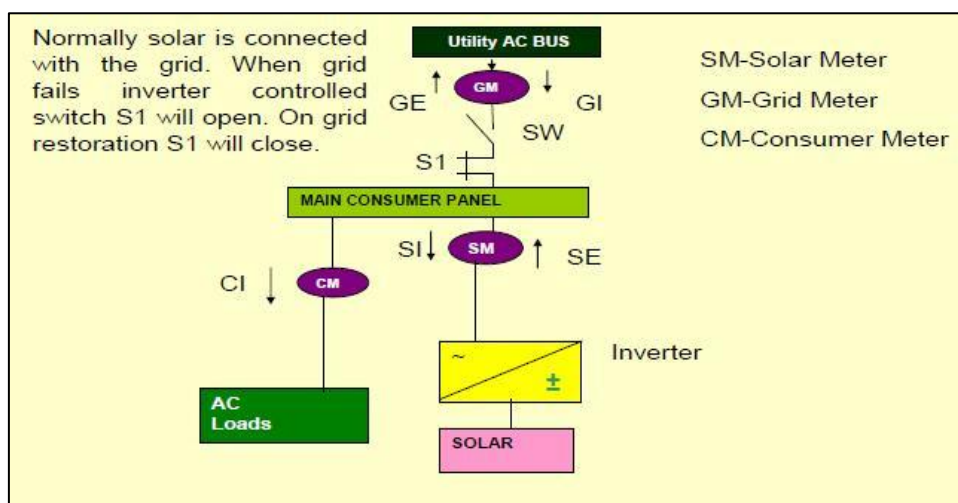 Normally solar is connected
with the grid. When grid
fails inverter controlled
switch S1 will open. On grid
restoration S1 will close.
Utility AC BUS
GM
GE
GI
SW
S1
SM-Solar Meter
GM-Grid Meter
CM-Consumer Meter
MAIN CONSUMER PANEL
SI
SM
SE
CI
CM
~
±
Inverter
AC
Loads
SOLAR